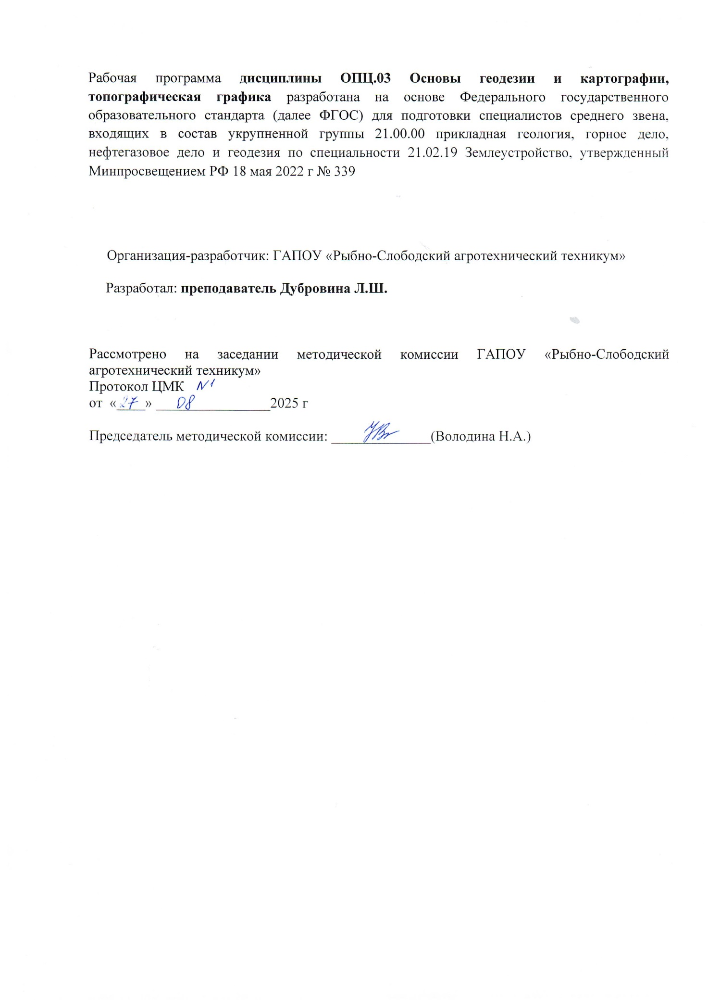 Рабочая программа дисциплины ОПЦ.03 Основы геодезии и картографии,
топографическая графика разработана на основе Федерального государственного
образовательного стандарта (далее ФГОС) для подготовки специалистов среднего звена,
входящих в состав укрупненной группы 21.00.00 прикладная геология, горное дело,
нефтегазовое дело и геодезия по специальности 21.02.19 Землеустройство, утвержденный
Минпросвещением РФ 18 мая 2022 г № 339
Организация-разработчик: ГАПОУ «Рыбно-Слободский агротехнический техникум»
Разработал: преподаватель Дубровина Л.Ш.
Рассмотрено на заседании методической комиссии ГАПОУ «Рыбно-Слободский
агротехнический техникум»
Протокол ЦМК N1
от «27» 08 2025 г
Председатель методической комиссии: (Володина Н.А.)